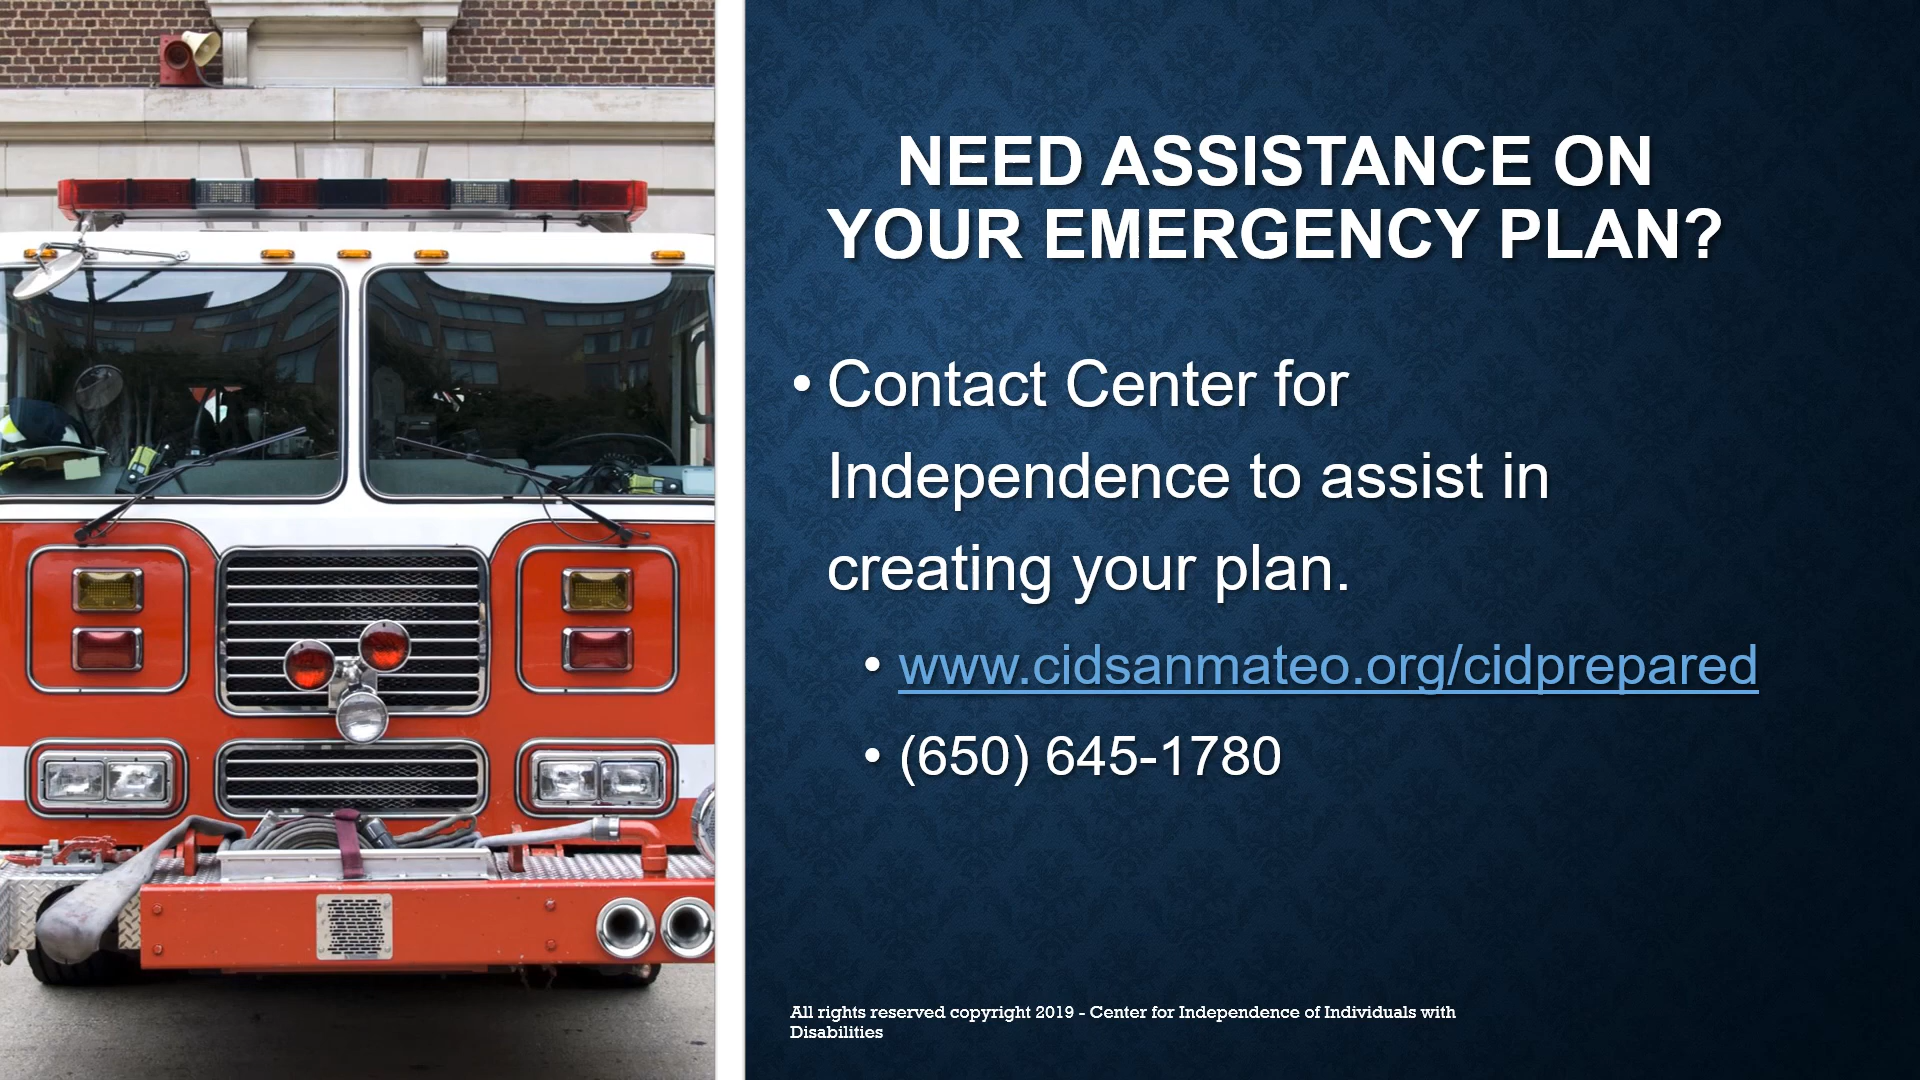 NEED ASSISTANCE ON
YOUR EMERGENCY PLAN?
• Contact Center for
Independence to assist in
creating your plan.
• www.cidsanmateo.org/cidprepared
• (650) 645-1780
All rights reserved copyright 2019 - Center for Independence of Individuals with
Disabilities